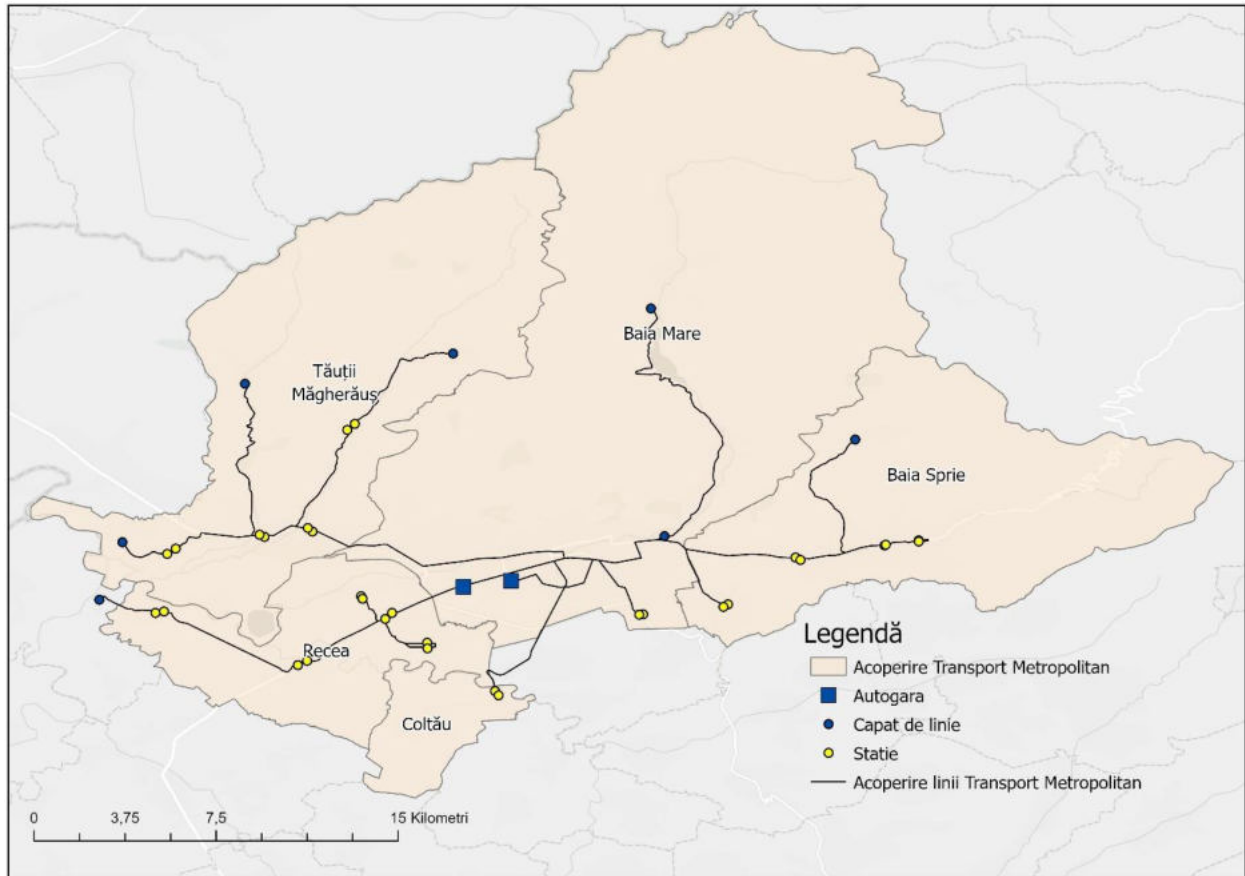 Baia Mare
Tăuții
Măgherăuș
Baia Sprie
Recea
Coltău
Legendă
Acoperire Transport Metropolitan
Autogara
Capat de linie
Statie
Acoperire linii Transport Metropolitan
0 3,75 7,5 15 Kilometri